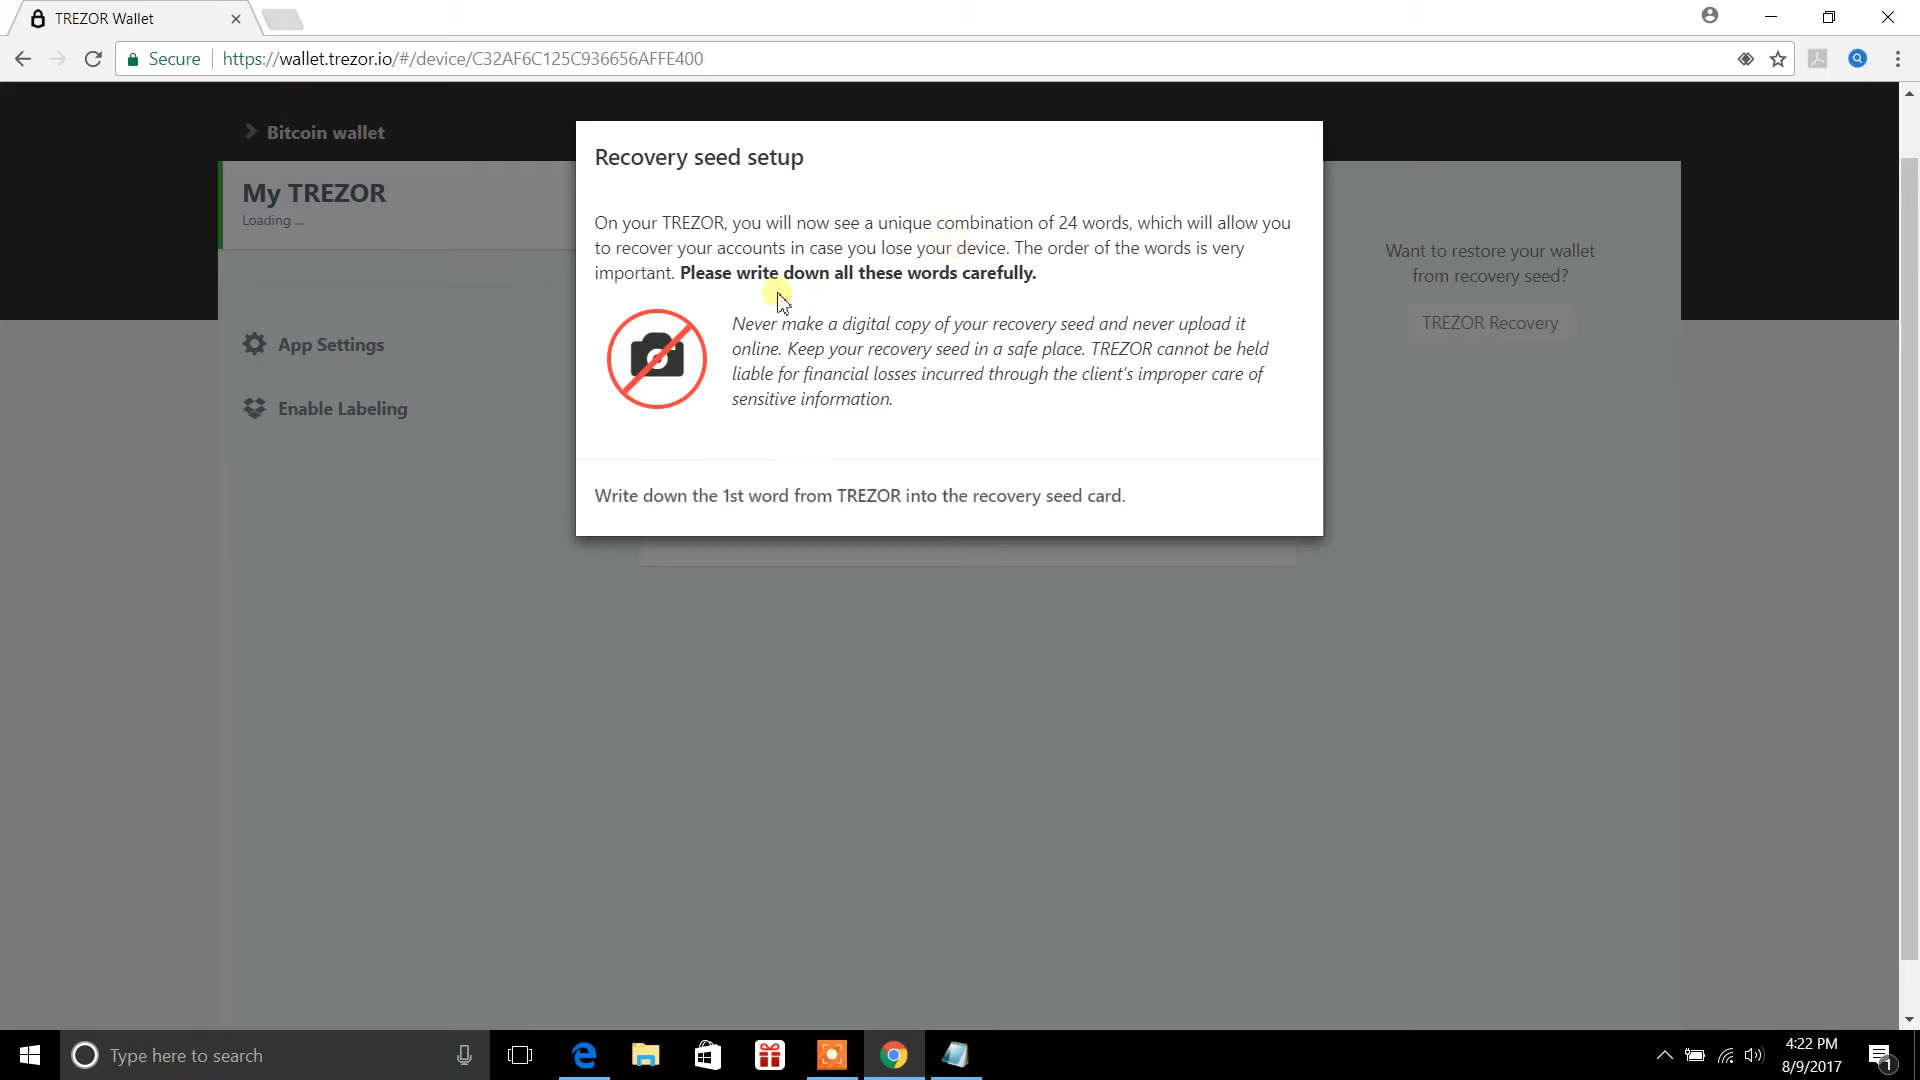 TREZOR Wallet
Secure
https://wallet.trezor.io/#/device/C32AF6C125C936656AFFE400
Bitcoin wallet
My TREZOR
Loading ...
App Settings
Enable Labeling
Recovery seed setup
On your TREZOR, you will now see a unique combination of 24 words, which will allow you
to recover your accounts in case you lose your device. The order of the words is very
important. Please write down all these words carefully.
Never make a digital copy of your recovery seed and never upload it
online. Keep your recovery seed in a safe place. TREZOR cannot be held
liable for financial losses incurred through the client's improper care of
sensitive information.
Write down the 1st word from TREZOR into the recovery seed card.
Want to restore your wallet
from recovery seed?
TREZOR Recovery
Type here to search
4:22 PM
8/9/2017
1